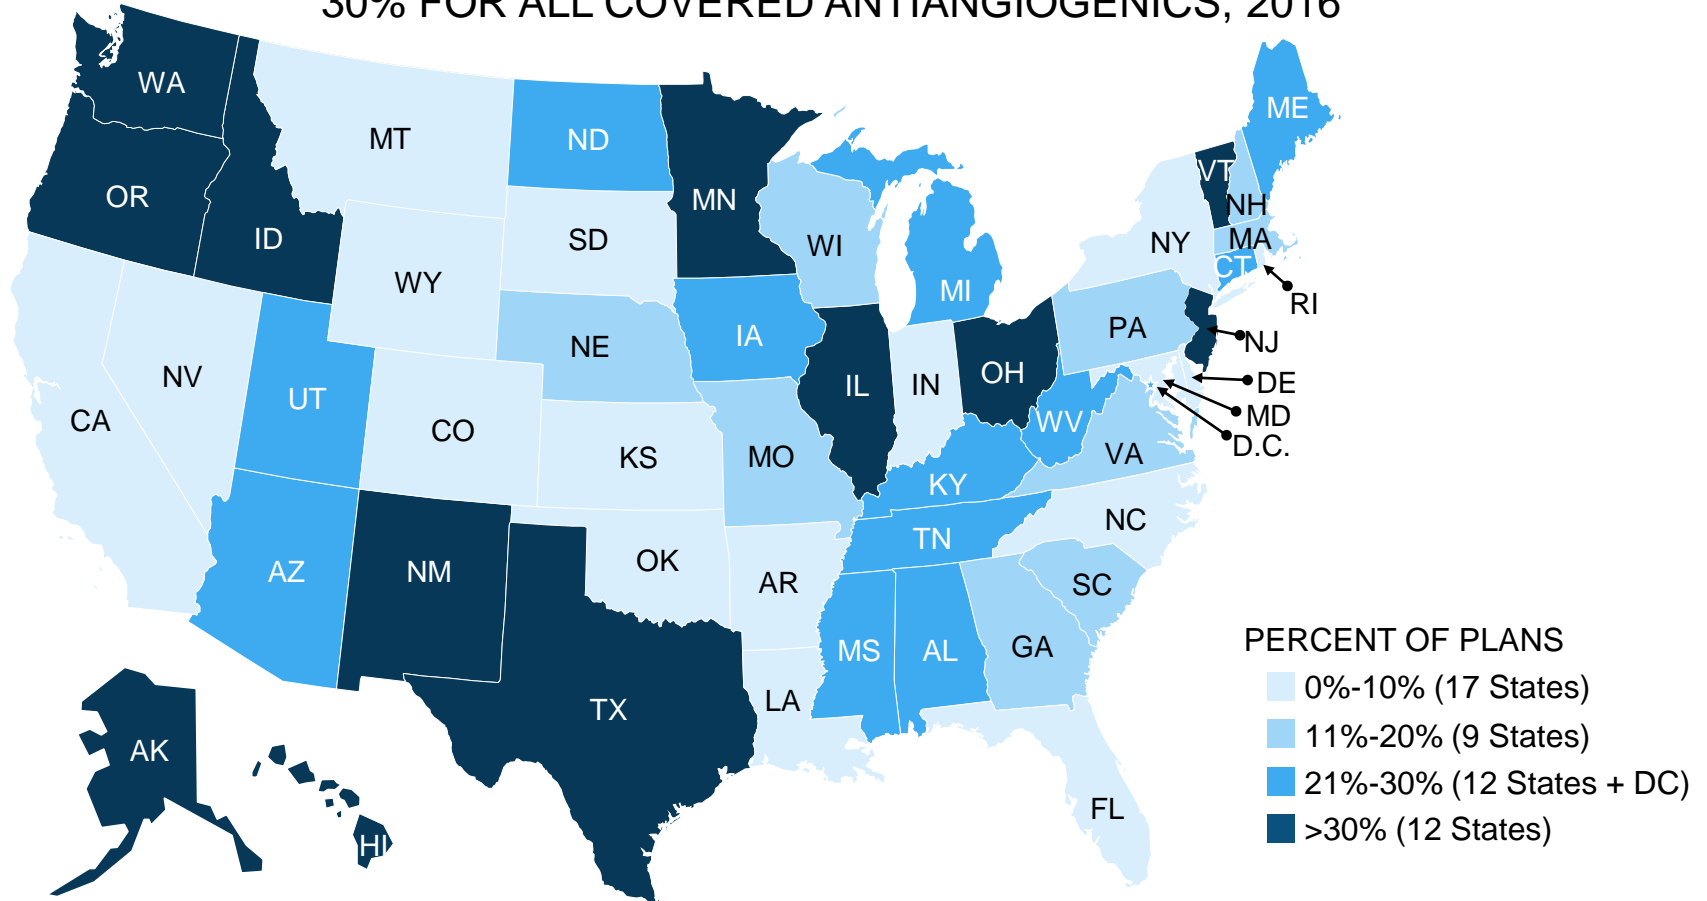 30% FOR ALL COVERED ANTIANGIOGENICS, 2016
WA
MT
ND
MN
ME
OR
ID
SD
WI
VT
NH
NY
MA
CT
WY
MI
RI
NE
IA
PA
NJ
NV
UT
IL
IN
OH
DE
CA
CO
MD
WV
D.C.
KS
MO
VA
KY
NC
TN
AZ
NM
OK
AR
SC
MS
AL
GA
LA
TX
AK
FL
HI
PERCENT OF PLANS
0%-10% (17 States)
11%-20% (9 States)
21%-30% (12 States + DC)
>30% (12 States)